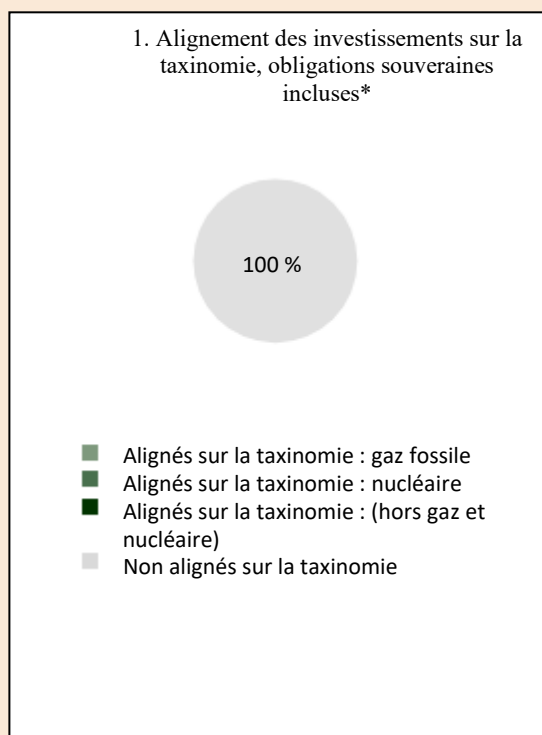 1. Alignement des investissements sur la
taxinomie, obligations souveraines
incluses*
100 %
Alignés sur la taxinomie : gaz fossile
Alignés sur la taxinomie : nucléaire
Alignés sur la taxinomie : (hors gaz et
nucléaire)
Non alignés sur la taxinomie